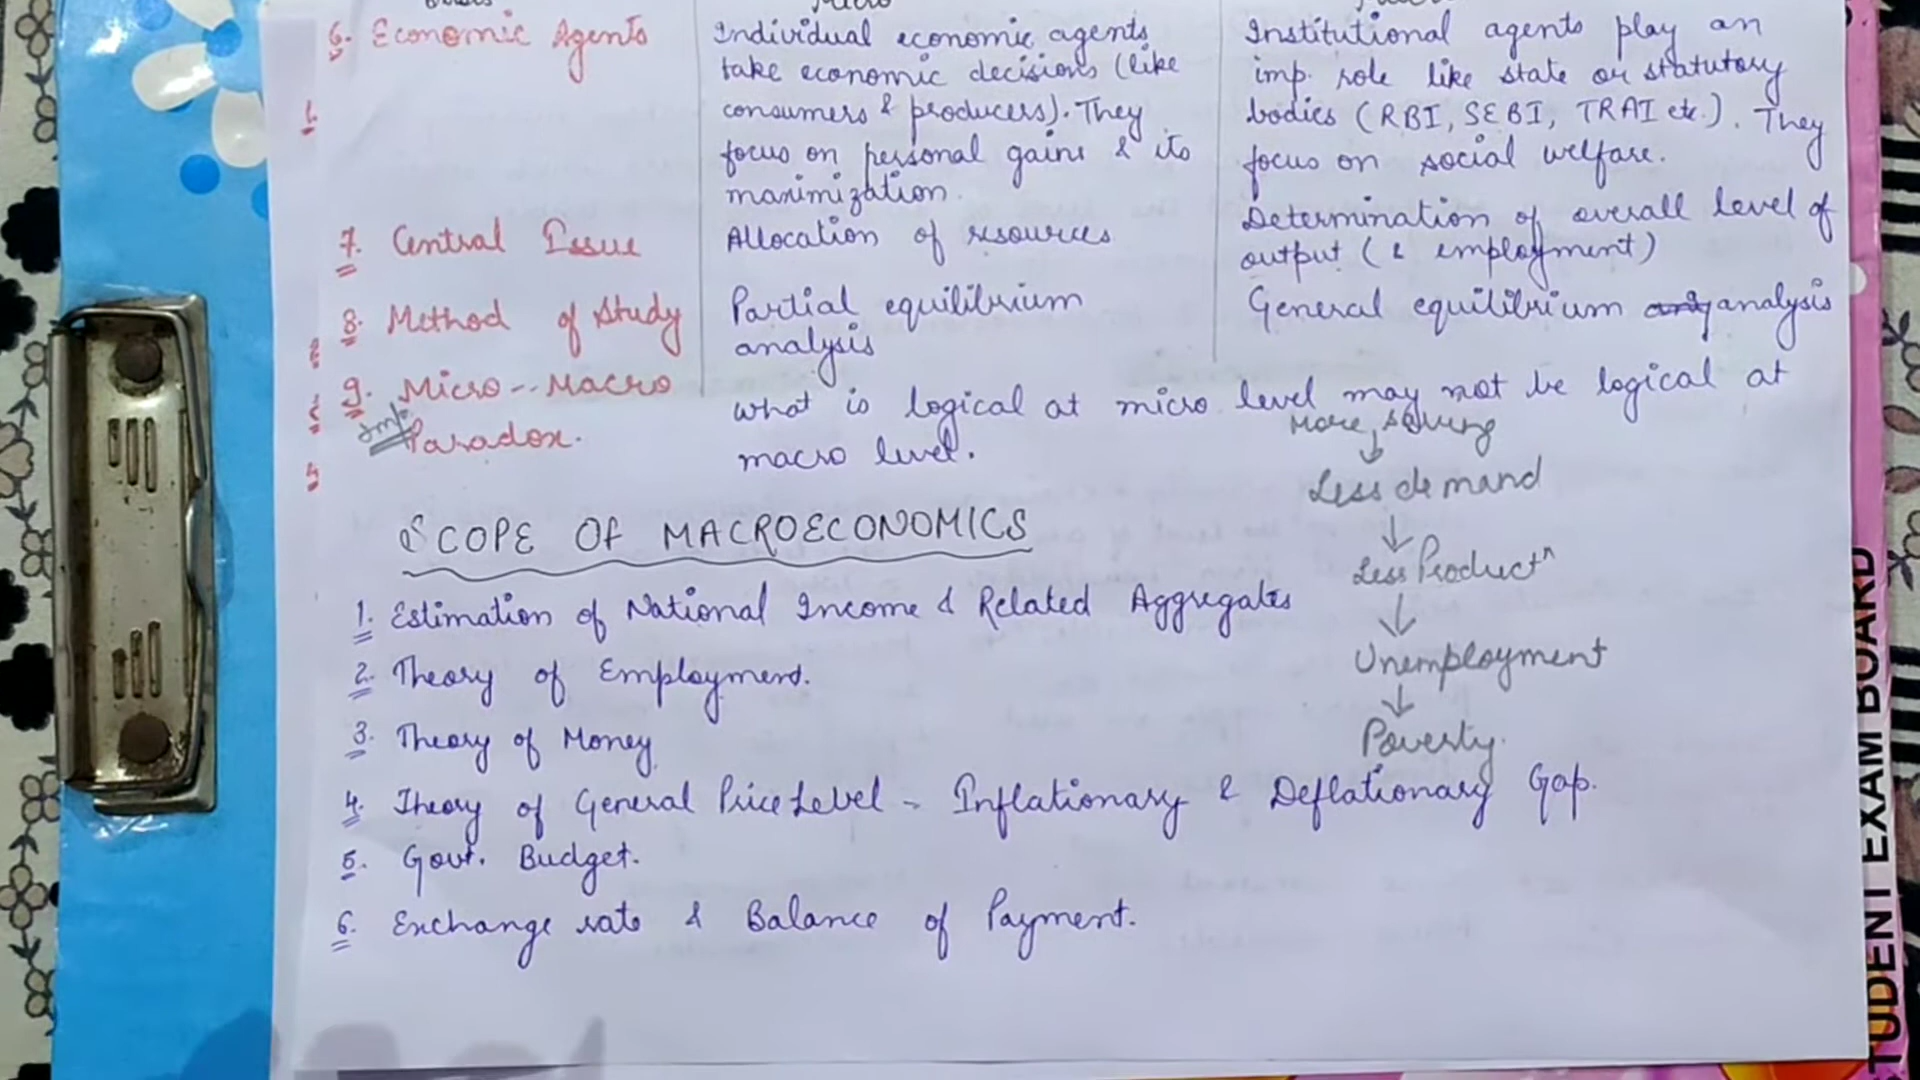 6. Economic Agents
Individual economic agents
take economic decisions (like
consumers & producers). They
focus on personal gains & its
maximization.
Institutional agents play an
imp. role like state or statutory
bodies (RBI, SEBI, TRAI etc.). They
focus on social welfare.
7. Central Issue
Allocation of resources
Determination of overall level of
output (& employment)
8. Method of Study
Partial equilibrium
analysis
General equilibrium analysis
9. Micro--Macro
Imp.
Paradox.
What is logical at micro level may not be logical at
macro level.
More saving
↓
Less demand
↓
Less Productⁿ
↓
Unemployment
↓
Poverty.
SCOPE OF MACROECONOMICS
1. Estimation of National Income & Related Aggregates
2. Theory of Employment.
3. Theory of Money
4. Theory of General Price Level - Inflationary & Deflationary Gap.
5. Govt. Budget.
6. Exchange rate & Balance of Payment.
TUDENT EXAM BOARD